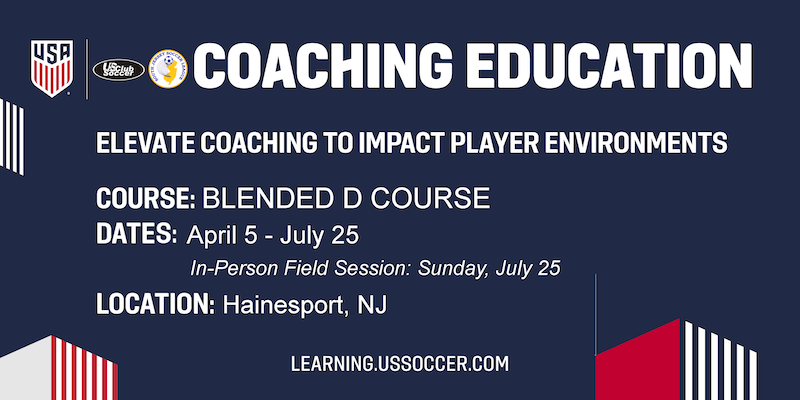 USA
US Club
Soccer
COACHING EDUCATION
ELEVATE COACHING TO IMPACT PLAYER ENVIRONMENTS
COURSE: BLENDED D COURSE
DATES: April 5 - July 25
In-Person Field Session: Sunday, July 25
LOCATION: Hainesport, NJ
LEARNING.USSOCCER.COM